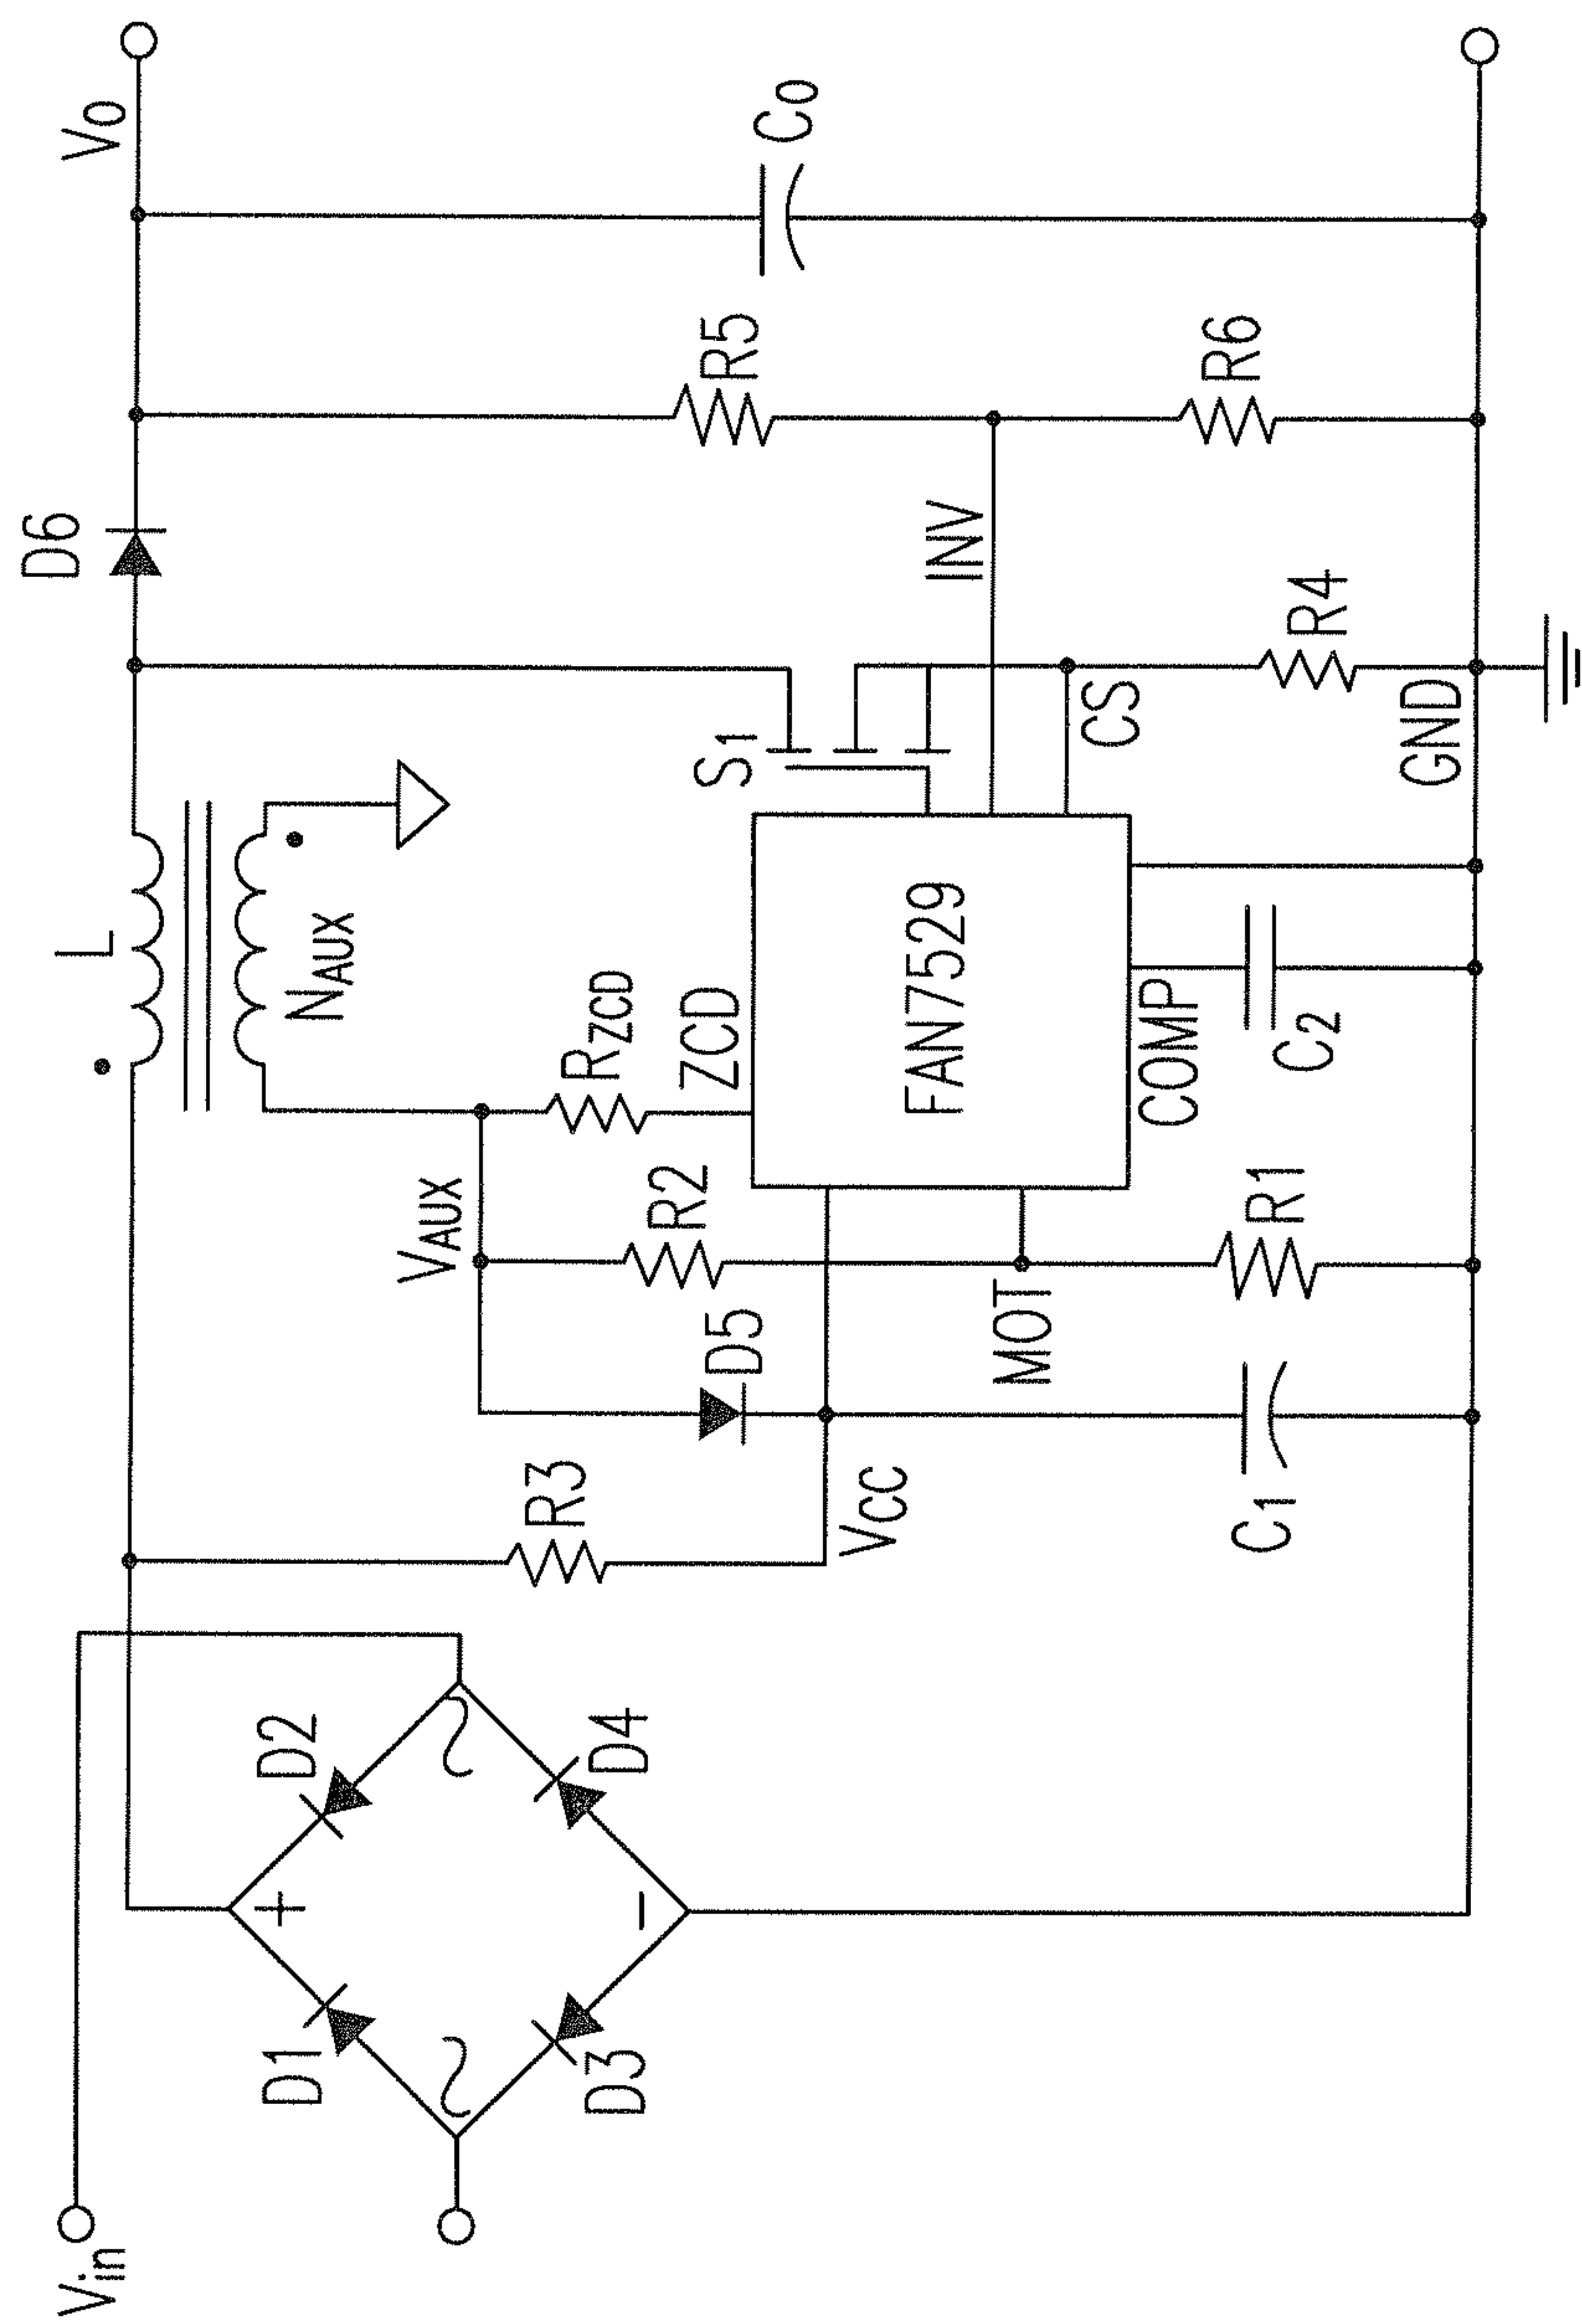 Vin
D1
D2
D3
D4
+
−
R3
VCC
C1
D5
VAUX
R2
MOT
R1
L
NAUX
RZCD
ZCD
FAN7529
COMP
C2
S1
CS
INV
GND
R4
D6
R5
R6
VO
CO